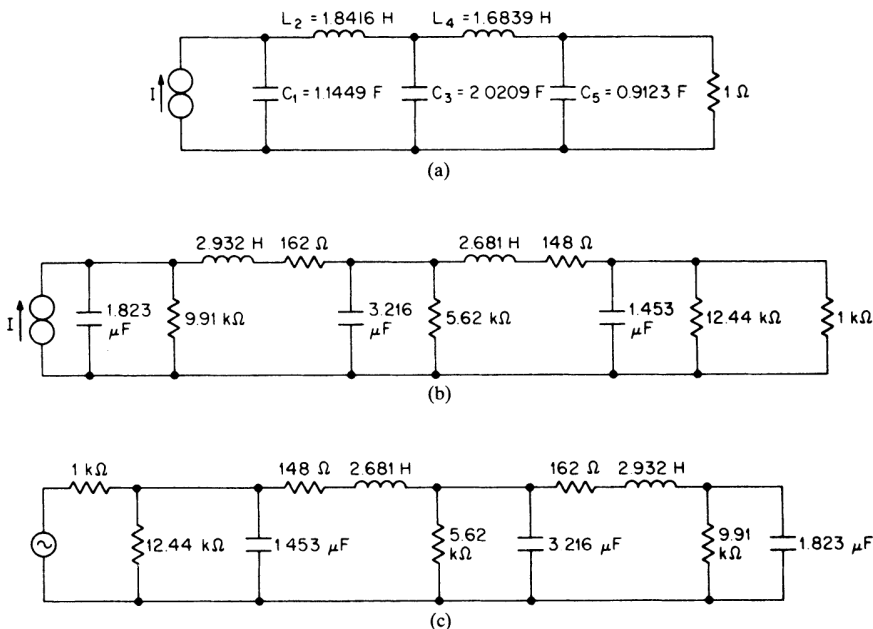 L₂ = 1.8416 H
L₄ = 1.6839 H
I
C₁ = 1.1449 F
C₃ = 2.0209 F
C₅ = 0.9123 F
1 Ω
(a)
2.932 H
162 Ω
2.681 H
148 Ω
I
1.823
μF
9.91 kΩ
3.216
μF
5.62 kΩ
1.453
μF
12.44 kΩ
1 kΩ
(b)
1 kΩ
148 Ω
2.681 H
162 Ω
2.932 H
12.44 kΩ
1.453 μF
5.62
kΩ
3.216 μF
9.91
kΩ
1.823 μF
(c)